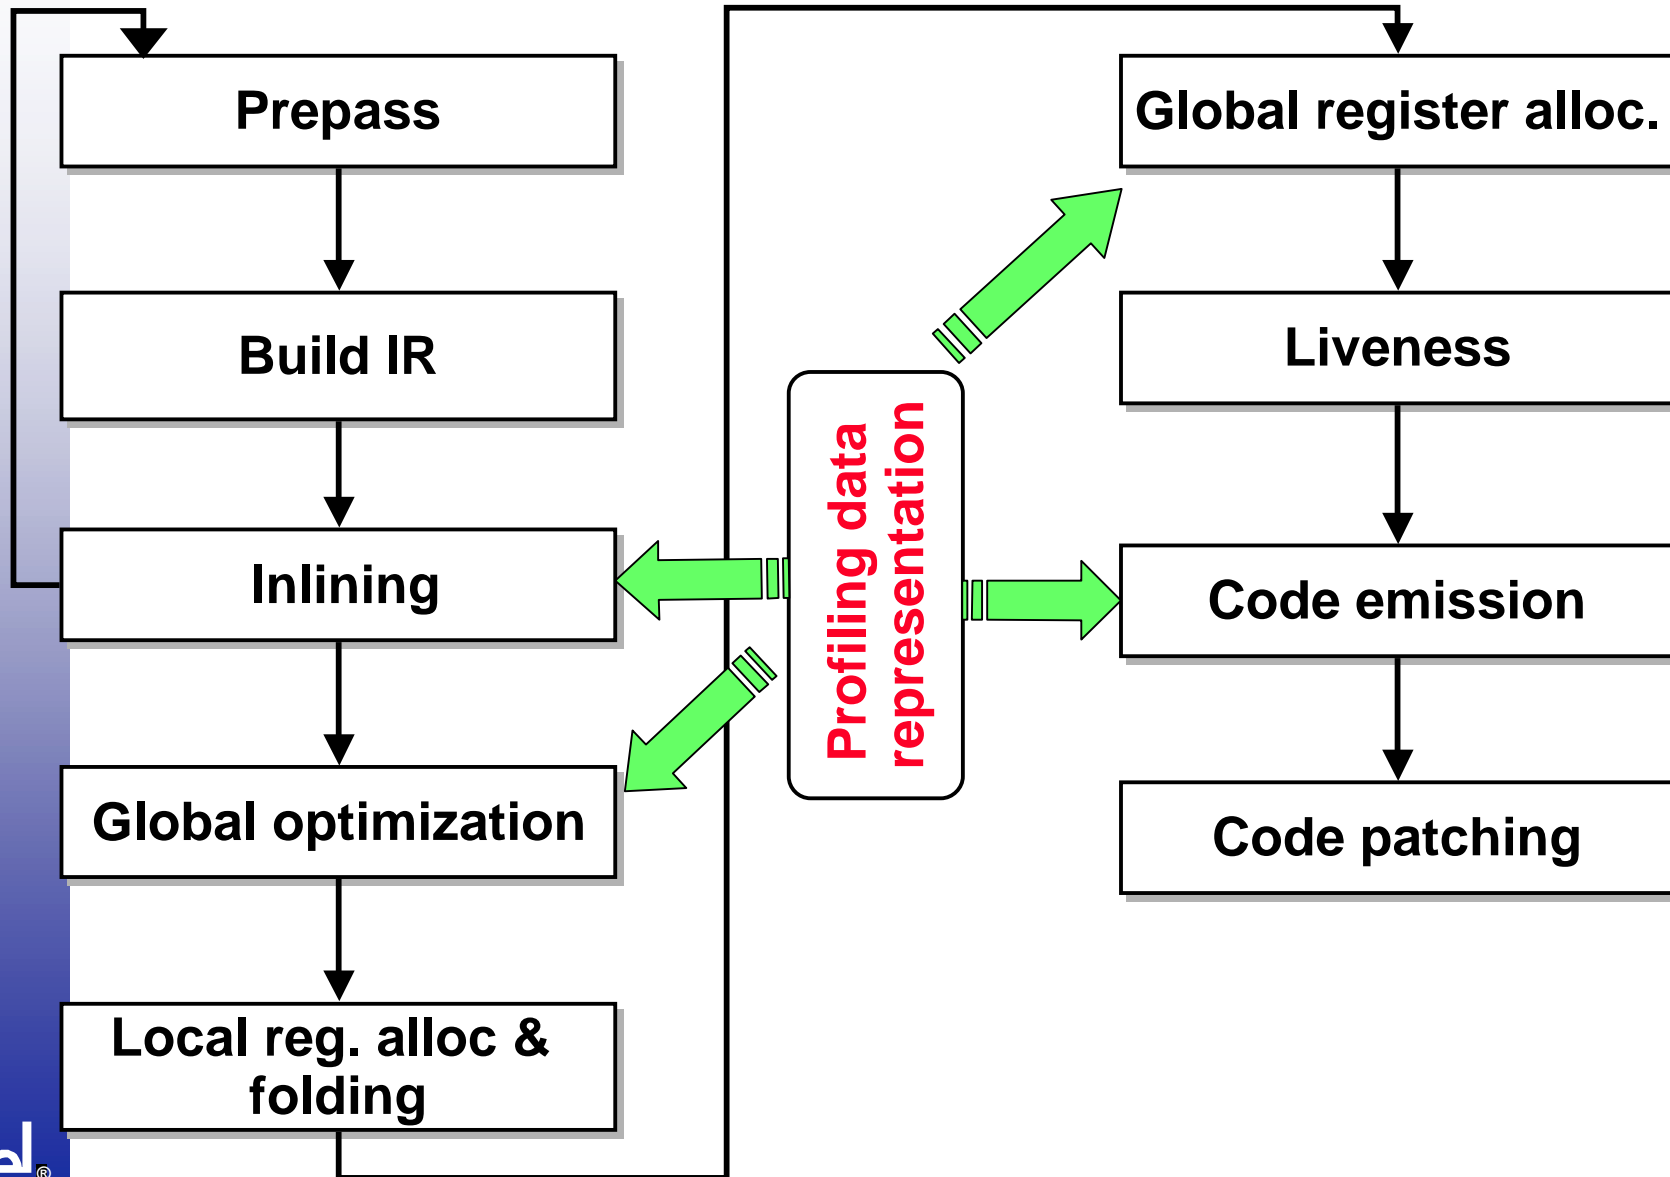 Prepass
Build IR
Inlining
Global optimization
Local reg. alloc &
folding
Profiling data
representation
Global register alloc.
Liveness
Code emission
Code patching
el®